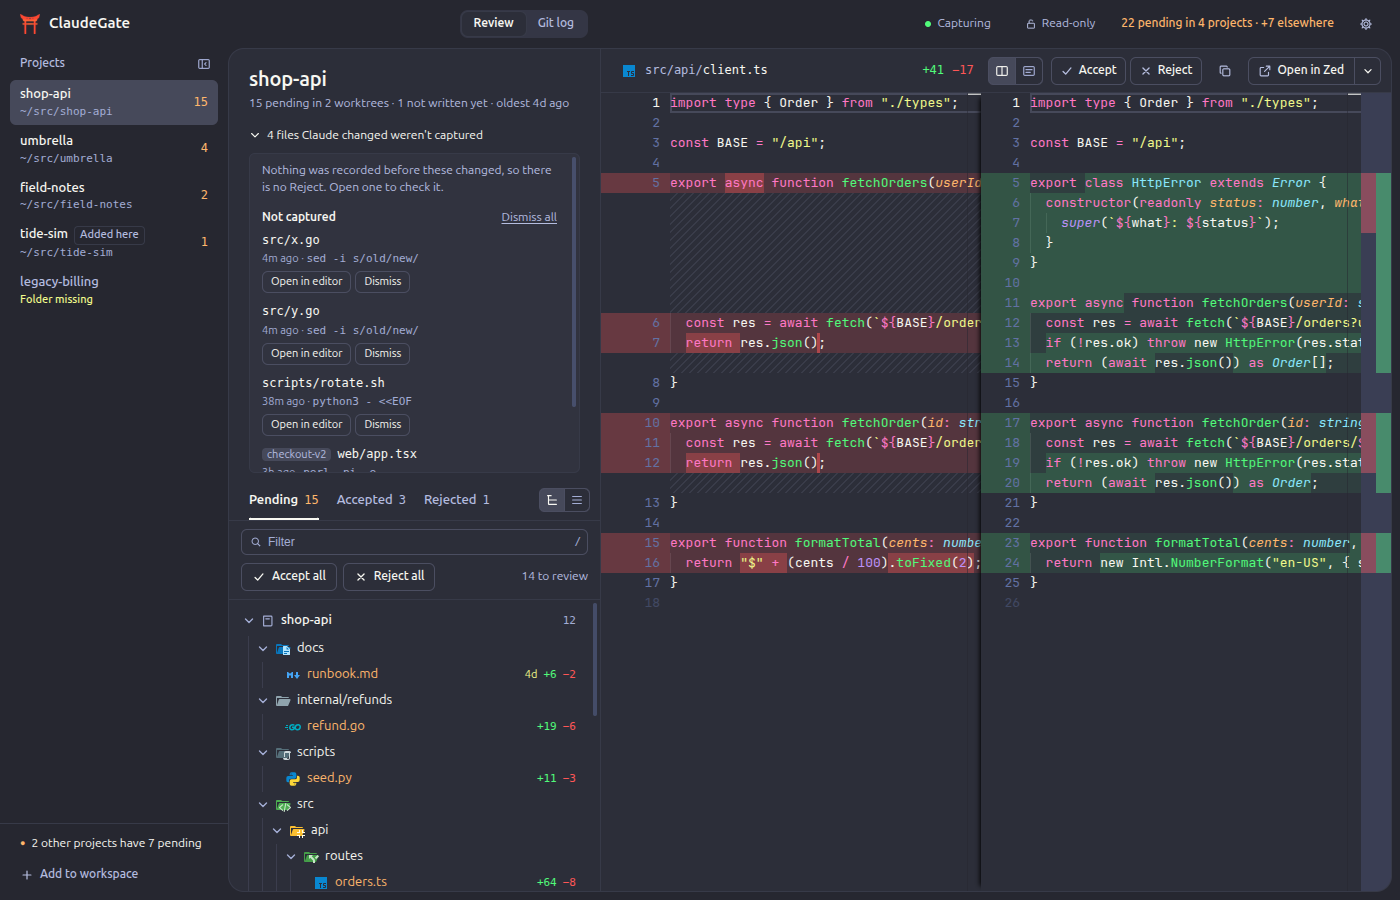 ClaudeGate
Review
Git log
Capturing
Read-only
22 pending in 4 projects · +7 elsewhere
Projects
shop-api
~/src/shop-api
15
umbrella
~/src/umbrella
4
field-notes
~/src/field-notes
2
tide-sim Added here
~/src/tide-sim
1
legacy-billing
Folder missing
2 other projects have 7 pending
Add to workspace
shop-api
15 pending in 2 worktrees · 1 not written yet · oldest 4d ago
4 files Claude changed weren't captured
Nothing was recorded before these changed, so there
is no Reject. Open one to check it.
Not captured Dismiss all
src/x.go
4m ago · sed -i s/old/new/
Open in editor Dismiss
src/y.go
4m ago · sed -i s/old/new/
Open in editor Dismiss
scripts/rotate.sh
38m ago · python3 - <<EOF
Open in editor Dismiss
checkout-v2 web/app.tsx
Pending 15 Accepted 3 Rejected 1
Filter /
Accept all Reject all 14 to review
shop-api 12
docs
runbook.md 4d +6 −2
internal/refunds
refund.go +19 −6
scripts
seed.py +11 −3
src
api
routes
orders.ts +64 −8
src/api/client.ts +41 −17
Accept Reject Open in Zed
1 import type { Order } from "./types";
2
3 const BASE = "/api";
4
5 export async function fetchOrders(userId
6 const res = await fetch(`${BASE}/order
7 return res.json();
8 }
9
10 export async function fetchOrder(id: str
11 const res = await fetch(`${BASE}/order
12 return res.json();
13 }
14
15 export function formatTotal(cents: numbe
16 return "$" + (cents / 100).toFixed(2);
17 }
18
1 import type { Order } from "./types";
2
3 const BASE = "/api";
4
5 export class HttpError extends Error {
6 constructor(readonly status: number, what
7 super(`${what}: ${status}`);
8 }
9 }
10
11 export async function fetchOrders(userId: s
12 const res = await fetch(`${BASE}/orders?u
13 if (!res.ok) throw new HttpError(res.stat
14 return (await res.json()) as Order[];
15 }
16
17 export async function fetchOrder(id: string
18 const res = await fetch(`${BASE}/orders/$
19 if (!res.ok) throw new HttpError(res.stat
20 return (await res.json()) as Order;
21 }
22
23 export function formatTotal(cents: number,
24 return new Intl.NumberFormat("en-US", { s
25 }
26